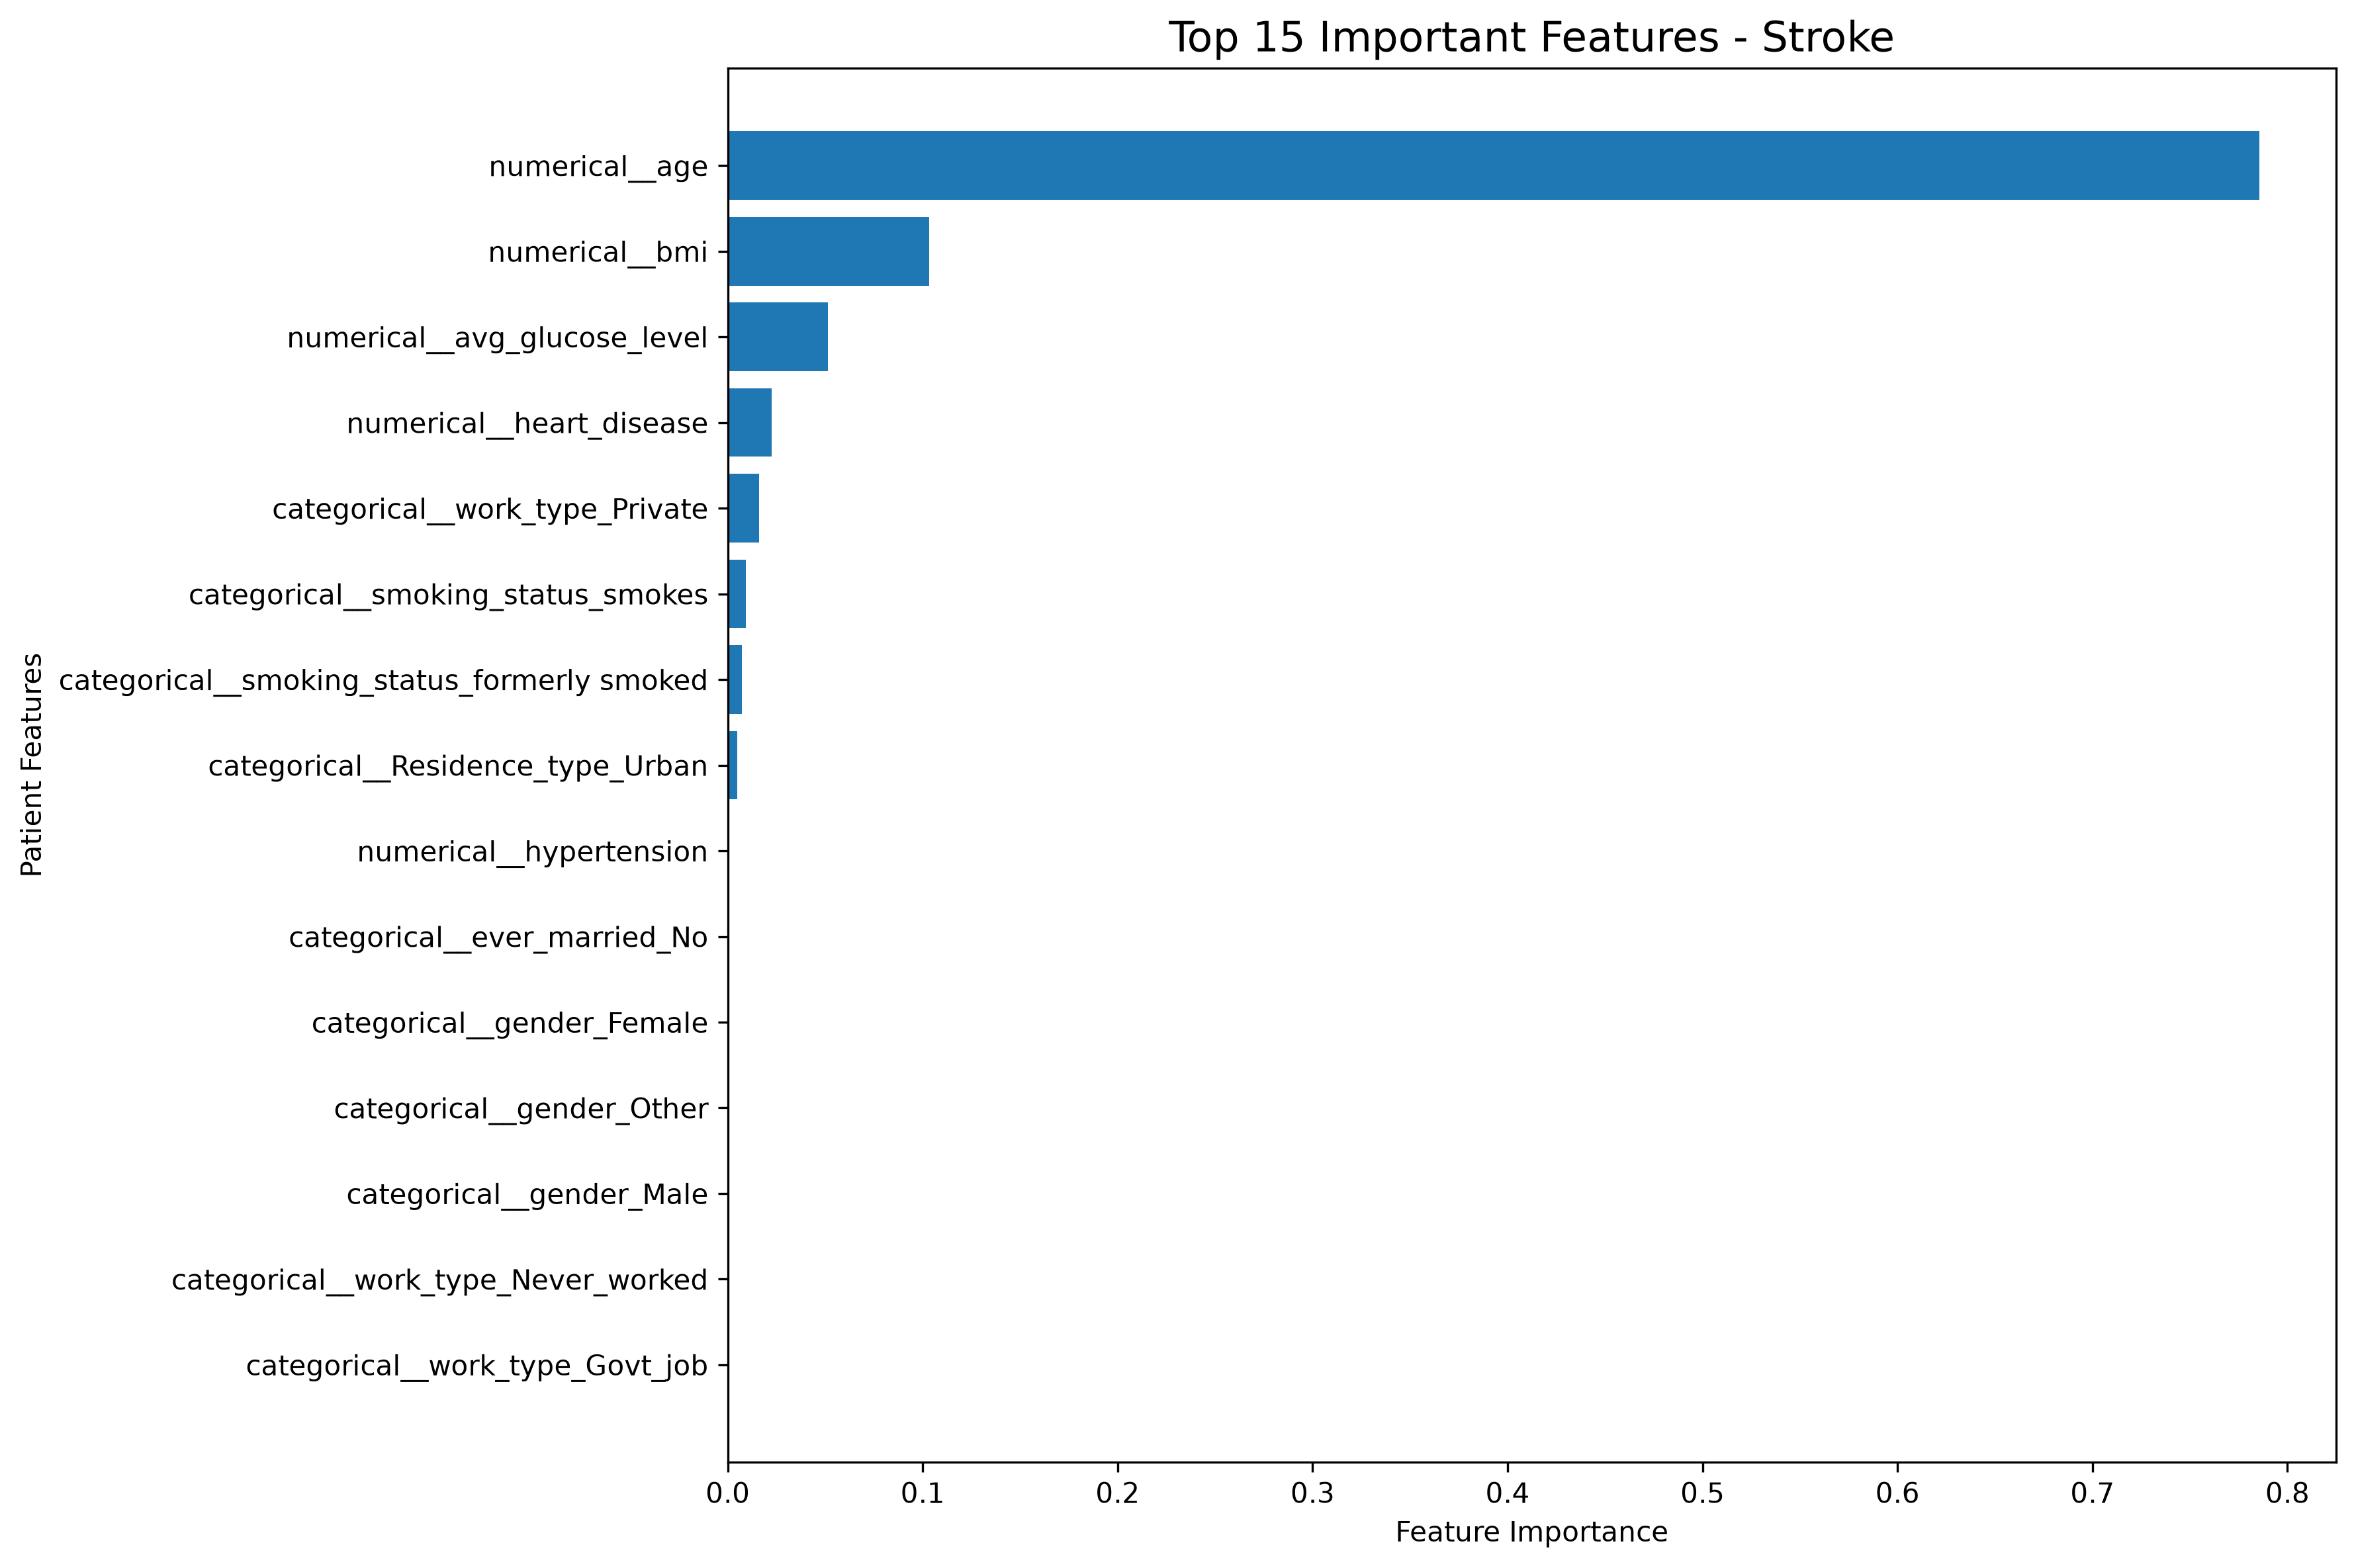 Top 15 Important Features - Stroke
Patient Features
numerical__age
numerical__bmi
numerical__avg_glucose_level
numerical__heart_disease
categorical__work_type_Private
categorical__smoking_status_smokes
categorical__smoking_status_formerly smoked
categorical__Residence_type_Urban
numerical__hypertension
categorical__ever_married_No
categorical__gender_Female
categorical__gender_Other
categorical__gender_Male
categorical__work_type_Never_worked
categorical__work_type_Govt_job
0.0 0.1 0.2 0.3 0.4 0.5 0.6 0.7 0.8
Feature Importance